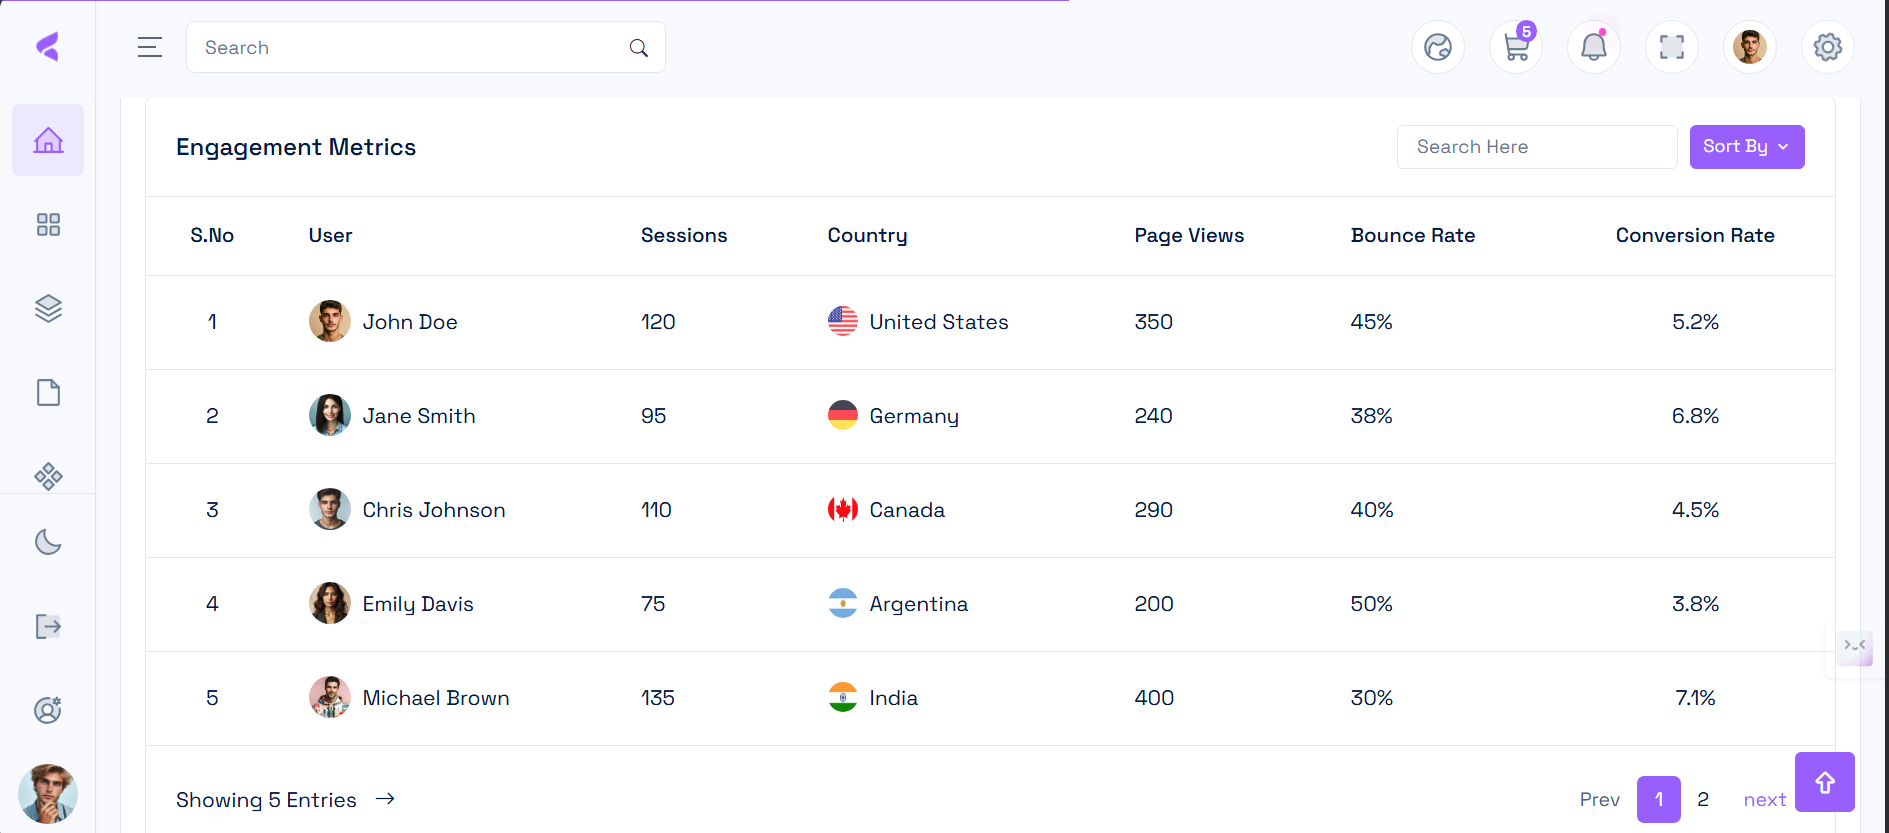 Search
5
Engagement Metrics
Search Here
Sort By
S.No User Sessions Country Page Views Bounce Rate Conversion Rate
1 John Doe 120 United States 350 45% 5.2%
2 Jane Smith 95 Germany 240 38% 6.8%
3 Chris Johnson 110 Canada 290 40% 4.5%
4 Emily Davis 75 Argentina 200 50% 3.8%
5 Michael Brown 135 India 400 30% 7.1%
Showing 5 Entries
Prev 1 2 next